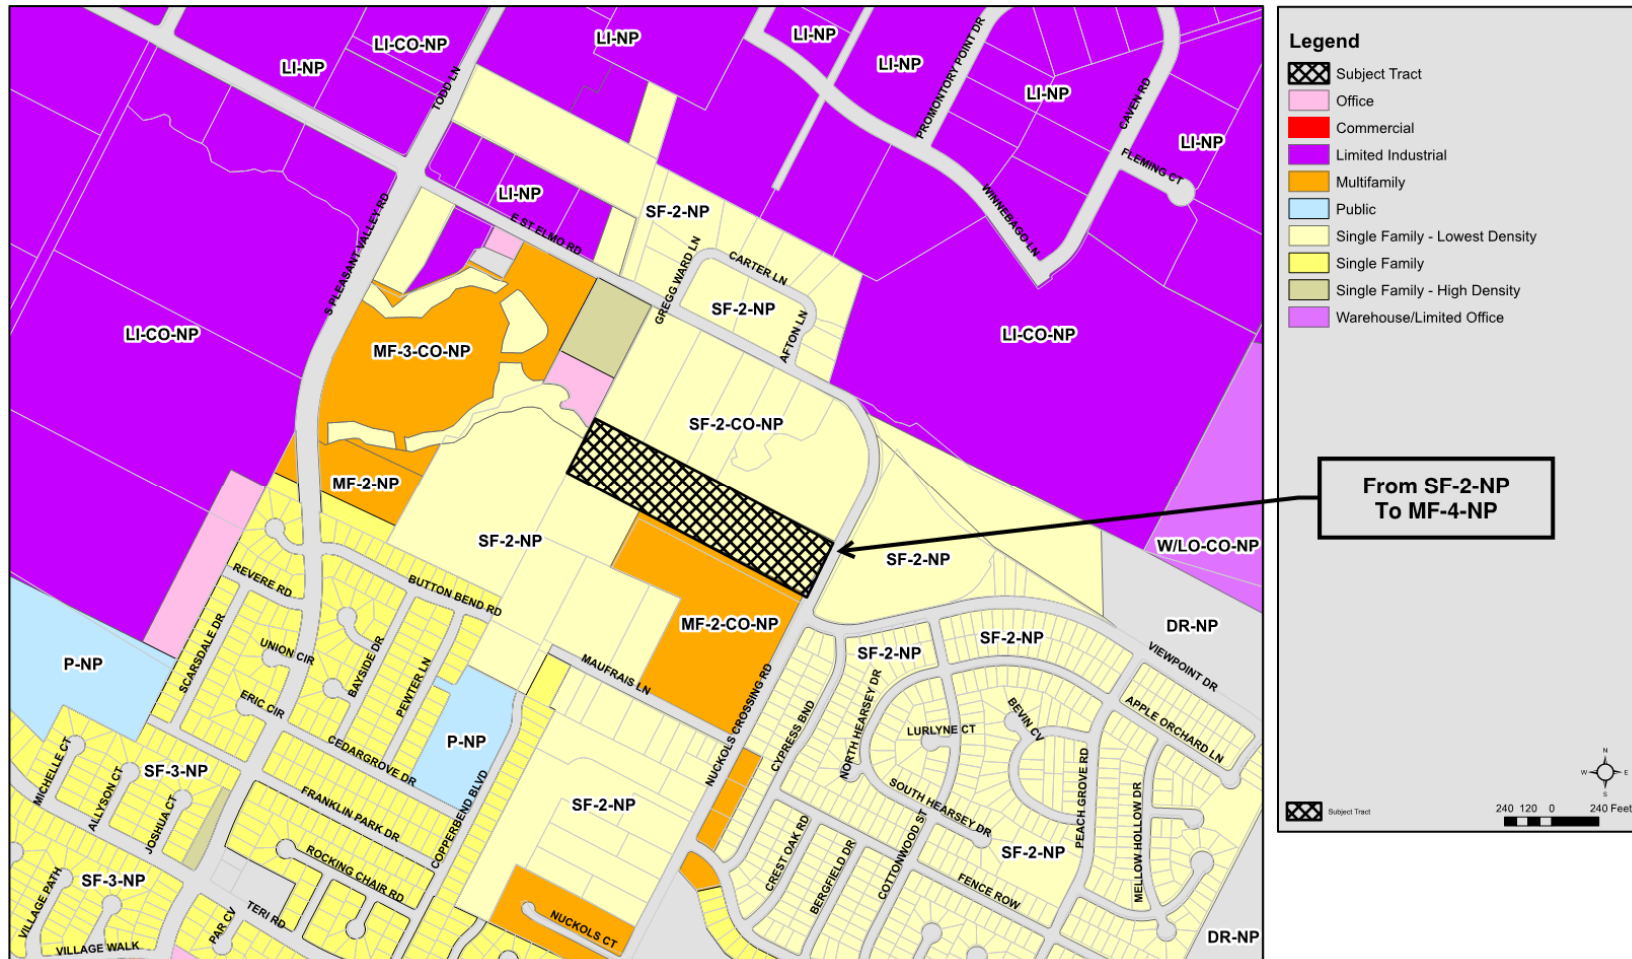 LI-CO-NP
LI-NP
LI-NP
LI-NP
LI-NP
LI-NP
LI-NP
TODD LN
PROMONTORY POINT DR
CAVEN RD
FLEMING CT
WINNEBAGO LN
LI-NP
E ST ELMO RD
SF-2-NP
GREGG WARD LN
CARTER LN
SF-2-NP
AFTON LN
S PLEASANT VALLEY RD
LI-CO-NP
MF-3-CO-NP
LI-CO-NP
SF-2-CO-NP
MF-2-NP
SF-2-NP
SF-2-NP
W/LO-CO-NP
MF-2-CO-NP
DR-NP
REVERE RD
BUTTON BEND RD
SCARSDALE DR
UNION CIR
BAYSIDE DR
PEWTER LN
ERIC CIR
CEDARGROVE DR
P-NP
P-NP
MAUFRAIS LN
NUCKOLS CROSSING RD
CYPRESS BND
SF-2-NP
SF-2-NP
NORTH HEARSEY DR
LURLYNE CT
BEVIN CV
VIEWPOINT DR
APPLE ORCHARD LN
SOUTH HEARSEY DR
PEACH GROVE RD
MELLOW HOLLOW DR
SF-3-NP
MICHELLE CT
ALLYSON CT
JOSHUA CT
FRANKLIN PARK DR
COPPERBEND BLVD
ROCKING CHAIR RD
SF-2-NP
CREST OAK RD
BERGFIELD DR
COTTONWOOD ST
SF-2-NP
FENCE ROW
SF-3-NP
VILLAGE PATH
VILLAGE WALK
PAR CV
TERI RD
NUCKOLS CT
DR-NP
Legend
Subject Tract
Office
Commercial
Limited Industrial
Multifamily
Public
Single Family - Lowest Density
Single Family
Single Family - High Density
Warehouse/Limited Office
From SF-2-NP
To MF-4-NP
N
W
E
S
240 120 0 240 Feet
Subject Tract